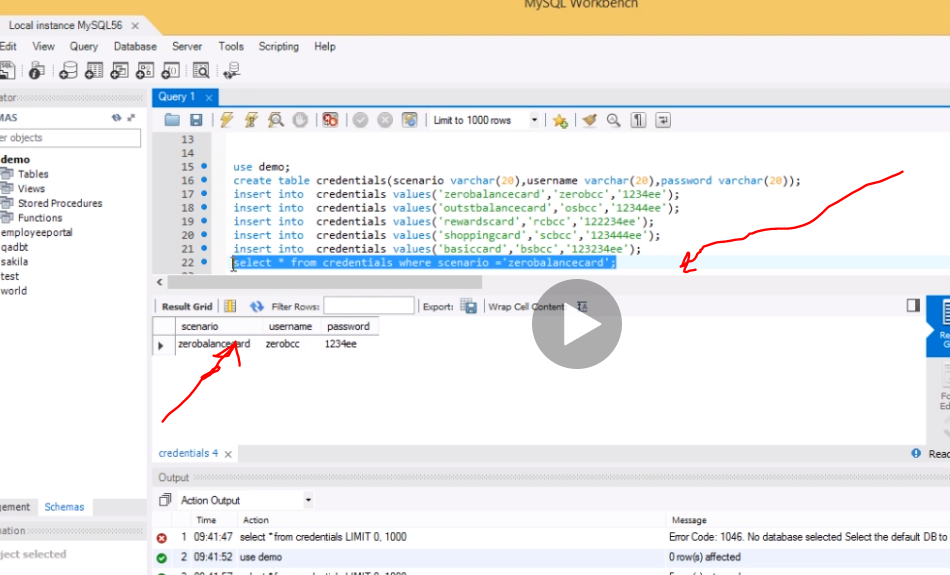 MySQL Workbench
Local instance MySQL56 ×
Edit View Query Database Server Tools Scripting Help
Query 1 ×
Limit to 1000 rows
objects
demo
Tables
Views
Stored Procedures
Functions
employeeportal
qadbt
sakila
test
world
13
14
15 use demo;
16 create table credentials(scenario varchar(20),username varchar(20),password varchar(20));
17 insert into credentials values('zerobalancecard','zerobcc','1234ee');
18 insert into credentials values('outstbalancecard','osbcc','12344ee');
19 insert into credentials values('rewardscard','rcbcc','122234ee');
20 insert into credentials values('shoppingcard','scbcc','123444ee');
21 insert into credentials values('basiccard','bsbcc','123234ee');
22 select * from credentials where scenario ='zerobalancecard';
Result Grid Filter Rows: Export: Wrap Cell Content:
scenario username password
zerobalancecard zerobcc 1234ee
credentials 4 ×
Output
Action Output
Schemas
Time Action Message
1 09:41:47 select * from credentials LIMIT 0, 1000 Error Code: 1046. No database selected Select the default DB to
2 09:41:52 use demo 0 row(s) affected
selected